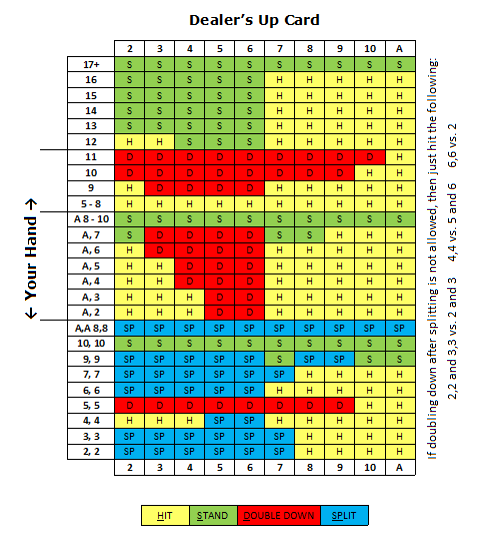 Dealer's Up Card
2 3 4 5 6 7 8 9 10 A
17+ S S S S S S S S S S
16 S S S S S H H H H H
15 S S S S S H H H H H
14 S S S S S H H H H H
13 S S S S S H H H H H
12 H H S S S H H H H H
11 D D D D D D D D D H
10 D D D D D D D D H H
9 H D D D D H H H H H
5 - 8 H H H H H H H H H H
A 8 - 10 S S S S S S S S S S
A, 7 S D D D D S S H H H
A, 6 H D D D D H H H H H
A, 5 H H D D D H H H H H
A, 4 H H D D D H H H H H
A, 3 H H H D D H H H H H
A, 2 H H H D D H H H H H
A,A 8,8 SP SP SP SP SP SP SP SP SP SP
10, 10 S S S S S S S S S S
9, 9 SP SP SP SP SP S SP SP S S
7, 7 SP SP SP SP SP SP H H H H
6, 6 SP SP SP SP SP H H H H H
5, 5 D D D D D D D D H H
4, 4 H H H SP SP H H H H H
3, 3 SP SP SP SP SP SP H H H H
2, 2 SP SP SP SP SP SP H H H H
2 3 4 5 6 7 8 9 10 A
← Your Hand →
If doubling down after splitting is not allowed, then just hit the following:
2,2 and 3,3 vs. 2 and 3 4,4 vs. 5 and 6 6,6 vs. 2
HIT STAND DOUBLE DOWN SPLIT